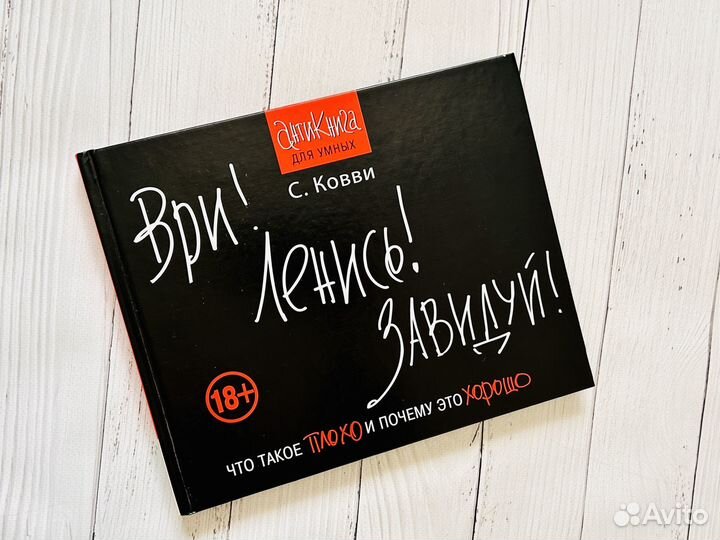 антиКнига
для умных
С. Ковви
Ври!
Ленись!
Завидуй!
18+
что такое плохо и почему это хорошо
Avito